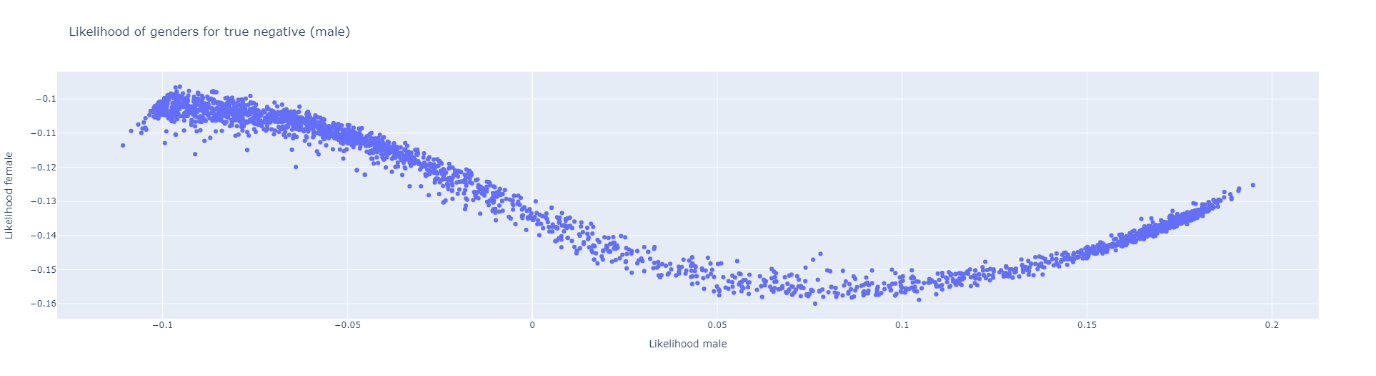 Likelihood of genders for true negative (male)
−0.1
−0.11
−0.12
−0.13
−0.14
−0.15
−0.16
Likelihood female
−0.1 −0.05 0 0.05 0.1 0.15 0.2
Likelihood male